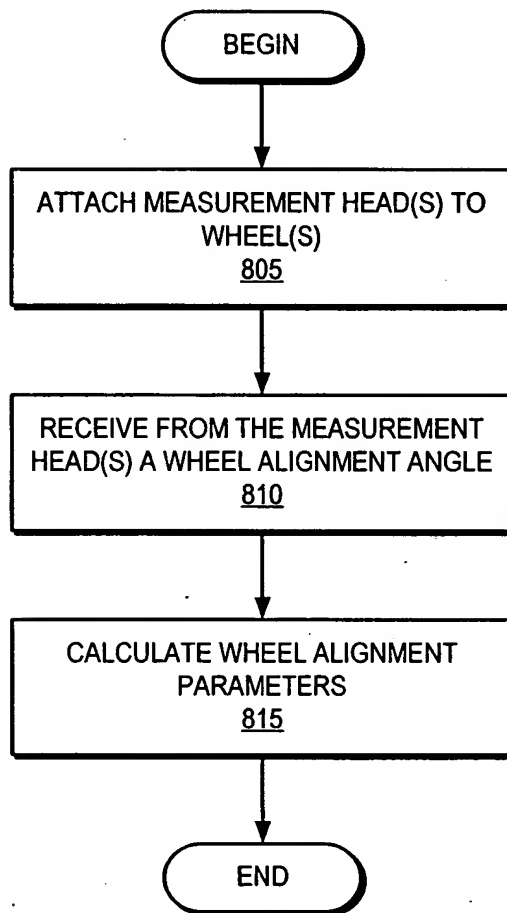 BEGIN
ATTACH MEASUREMENT HEAD(S) TO
WHEEL(S)
805
RECEIVE FROM THE MEASUREMENT
HEAD(S) A WHEEL ALIGNMENT ANGLE
810
CALCULATE WHEEL ALIGNMENT
PARAMETERS
815
END